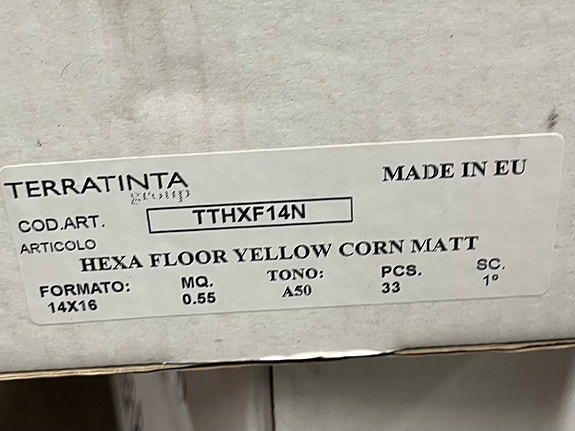 TERRATINTA
group
MADE IN EU
COD.ART. TTHXF14N
ARTICOLO
HEXA FLOOR YELLOW CORN MATT
FORMATO: MQ. TONO: PCS. SC.
14X16 0.55 A50 33 1º